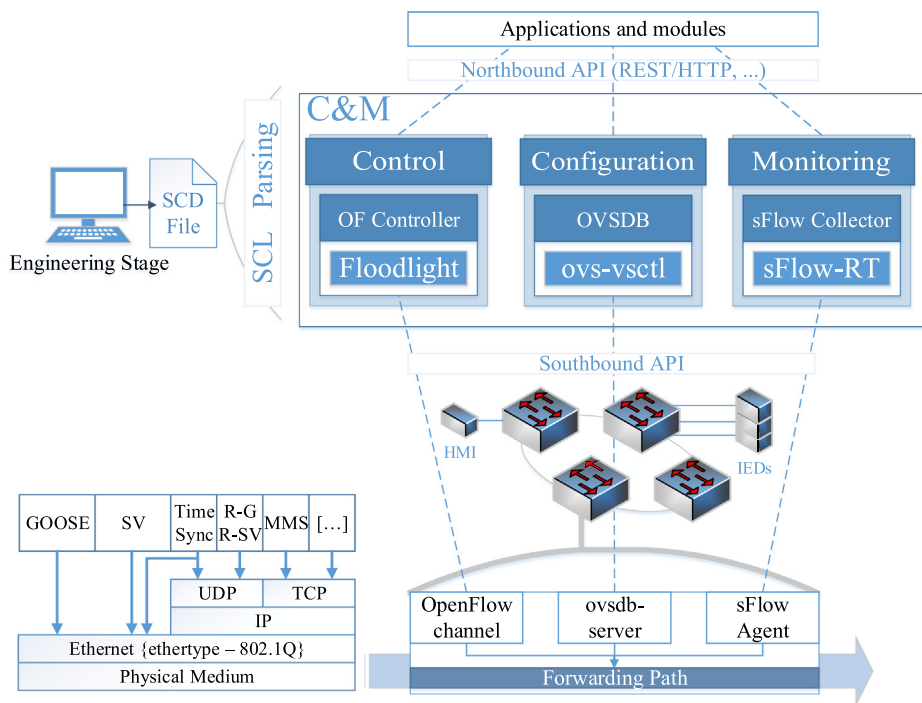 Applications and modules
Northbound API (REST/HTTP, ...)
C&M
SCL Parsing
Control
Configuration
Monitoring
SCD
File
OF Controller
OVSDB
sFlow Collector
Engineering Stage
Floodlight
ovs-vsctl
sFlow-RT
Southbound API
HMI
IEDs
GOOSE
SV
Time
Sync
R-G
R-SV
MMS
[…]
UDP
TCP
IP
Ethernet {ethertype – 802.1Q}
Physical Medium
OpenFlow
channel
ovsdb-
server
sFlow
Agent
Forwarding Path